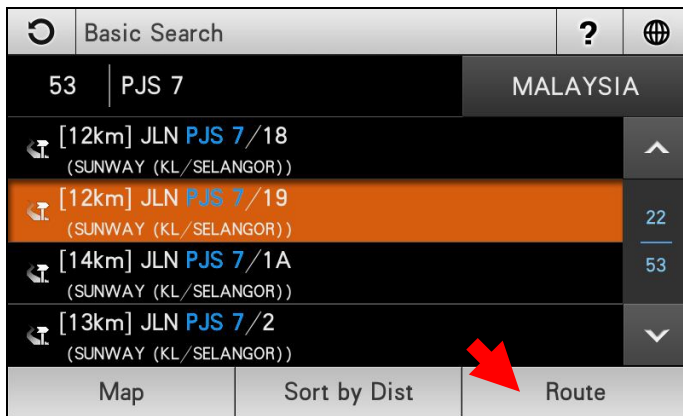 Basic Search ?
53 PJS 7 MALAYSIA
[12km] JLN PJS 7/18
(SUNWAY (KL/SELANGOR))
[12km] JLN PJS 7/19
(SUNWAY (KL/SELANGOR))
22
53
[14km] JLN PJS 7/1A
(SUNWAY (KL/SELANGOR))
[13km] JLN PJS 7/2
(SUNWAY (KL/SELANGOR))
Map Sort by Dist Route